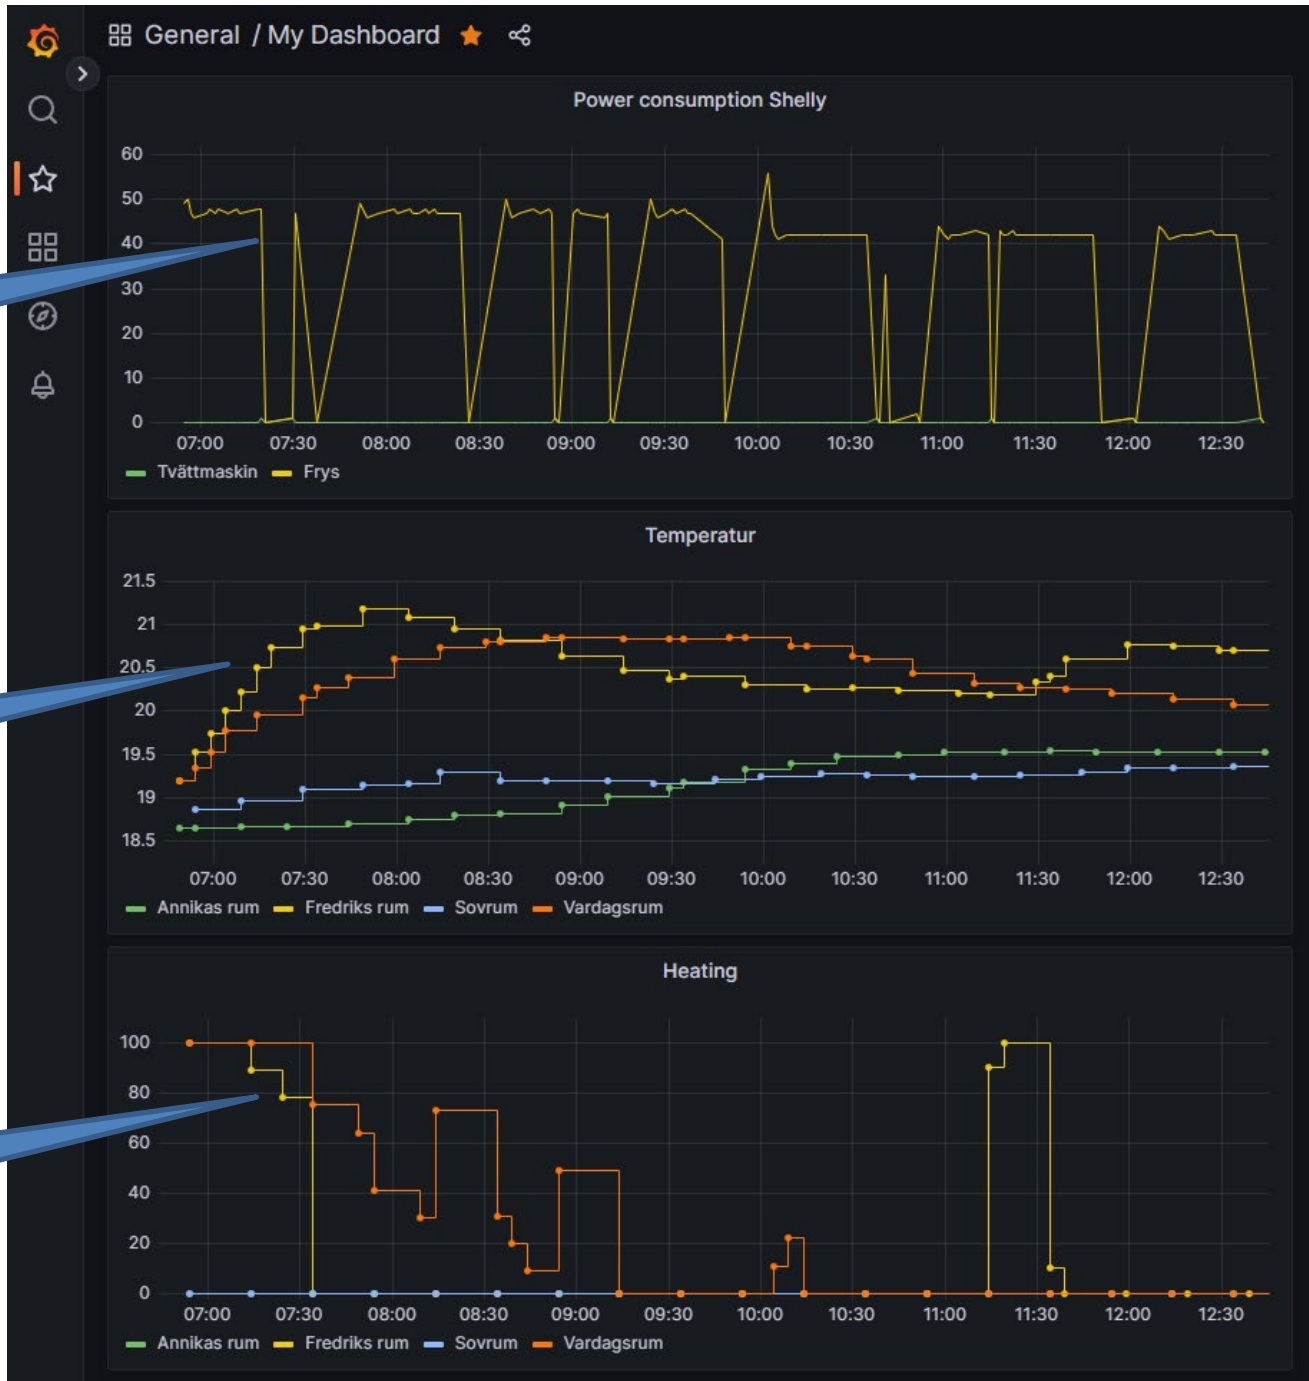 General / My Dashboard
Power consumption Shelly
60
50
40
30
20
10
0
07:00 07:30 08:00 08:30 09:00 09:30 10:00 10:30 11:00 11:30 12:00 12:30
Tvättmaskin Frys
Temperatur
21.5
21
20.5
20
19.5
19
18.5
07:00 07:30 08:00 08:30 09:00 09:30 10:00 10:30 11:00 11:30 12:00 12:30
Annikas rum Fredriks rum Sovrum Vardagsrum
Heating
100
80
60
40
20
0
07:00 07:30 08:00 08:30 09:00 09:30 10:00 10:30 11:00 11:30 12:00 12:30
Annikas rum Fredriks rum Sovrum Vardagsrum